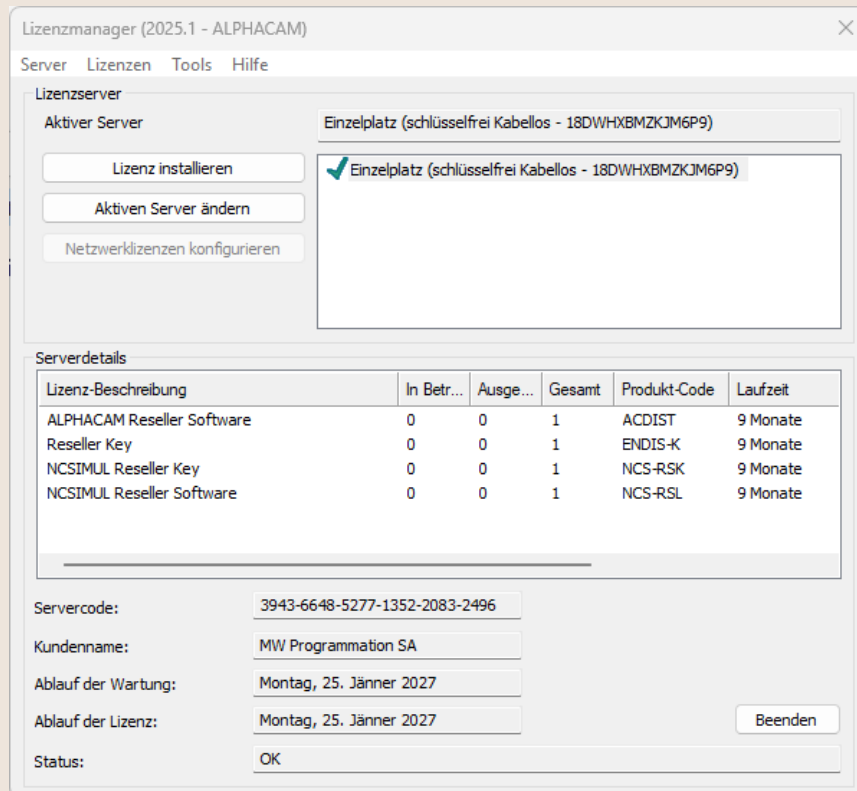 Lizenzmanager (2025.1 - ALPHACAM)
Server Lizenzen Tools Hilfe
Lizenzserver
Aktiver Server Einzelplatz (schlüsselfrei Kabellos - 18DWHXBMZKJM6P9)
Lizenz installieren Einzelplatz (schlüsselfrei Kabellos - 18DWHXBMZKJM6P9)
Aktiven Server ändern
Netzwerklizenzen konfigurieren
Serverdetails
Lizenz-Beschreibung In Betr... Ausge... Gesamt Produkt-Code Laufzeit
ALPHACAM Reseller Software 0 0 1 ACDIST 9 Monate
Reseller Key 0 0 1 ENDIS-K 9 Monate
NCSIMUL Reseller Key 0 0 1 NCS-RSK 9 Monate
NCSIMUL Reseller Software 0 0 1 NCS-RSL 9 Monate
Servercode: 3943-6648-5277-1352-2083-2496
Kundenname: MW Programmation SA
Ablauf der Wartung: Montag, 25. Jänner 2027
Ablauf der Lizenz: Montag, 25. Jänner 2027 Beenden
Status: OK